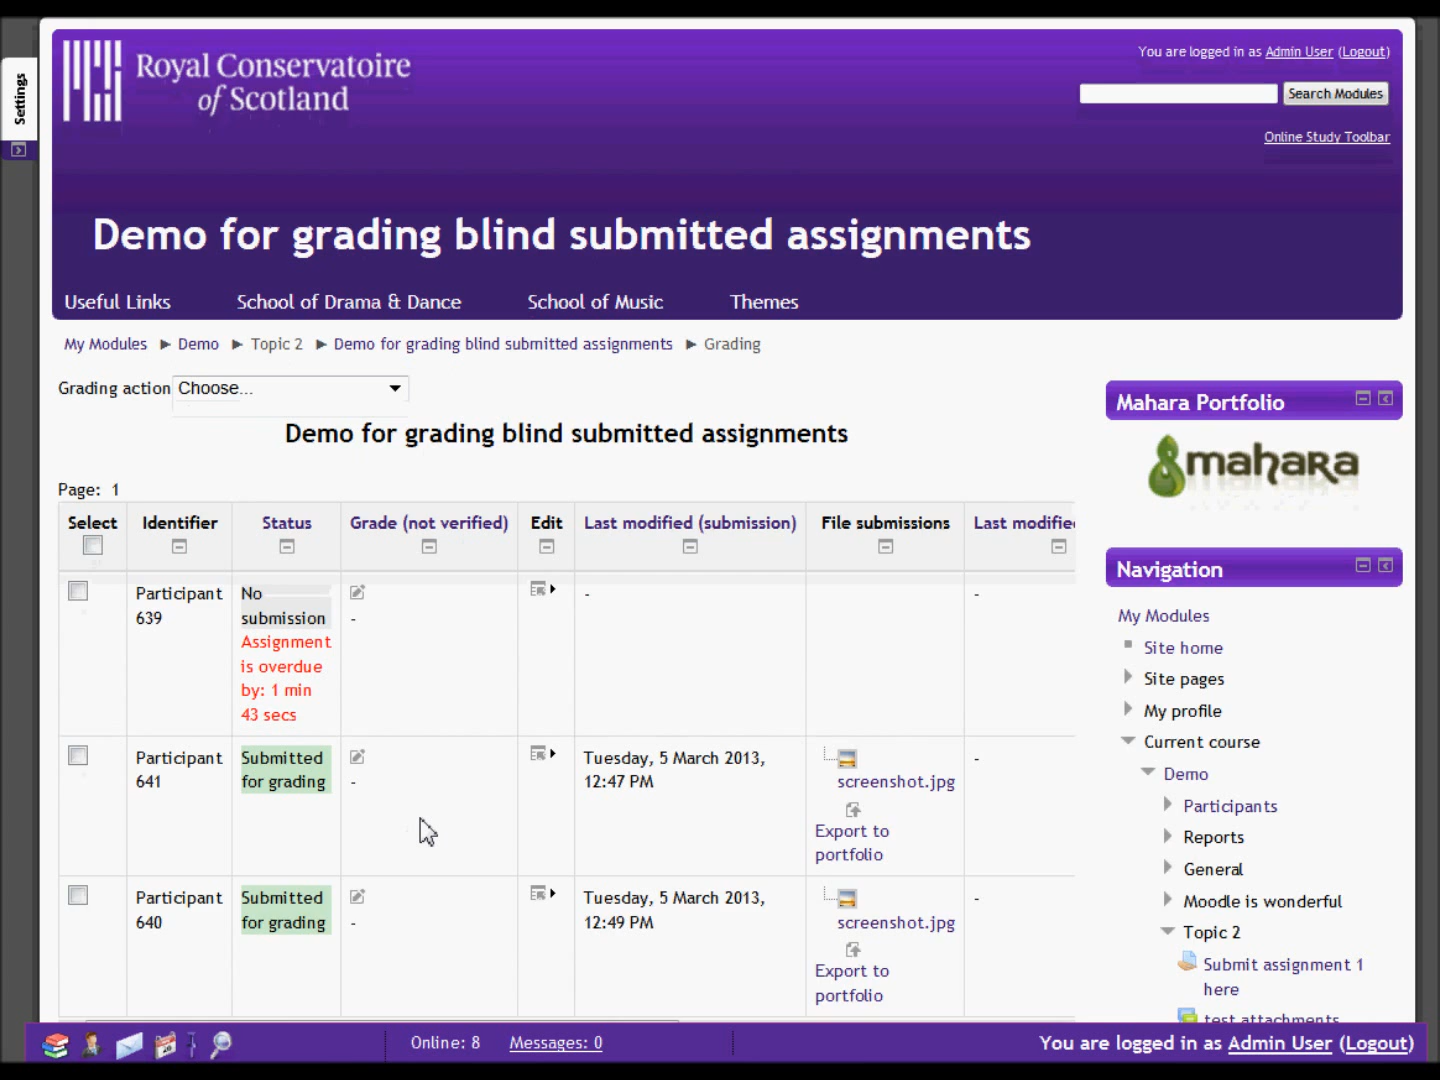 Settings
Royal Conservatoire
of Scotland
You are logged in as Admin User (Logout)
Search Modules
Online Study Toolbar
Demo for grading blind submitted assignments
Useful Links School of Drama & Dance School of Music Themes
My Modules ▶ Demo ▶ Topic 2 ▶ Demo for grading blind submitted assignments ▶ Grading
Grading action Choose...
Demo for grading blind submitted assignments
Page: 1
Select Identifier Status Grade (not verified) Edit Last modified (submission) File submissions Last modifie
Participant 639
No submission
Assignment is overdue by: 1 min 43 secs
-
-
-
Participant 641
Submitted for grading
-
Tuesday, 5 March 2013, 12:47 PM
screenshot.jpg
Export to portfolio
-
Participant 640
Submitted for grading
-
Tuesday, 5 March 2013, 12:49 PM
screenshot.jpg
Export to portfolio
-
Mahara Portfolio
mahara
Navigation
My Modules
Site home
Site pages
My profile
Current course
Demo
Participants
Reports
General
Moodle is wonderful
Topic 2
Submit assignment 1
here
test attachments
Online: 8 Messages: 0
You are logged in as Admin User (Logout)